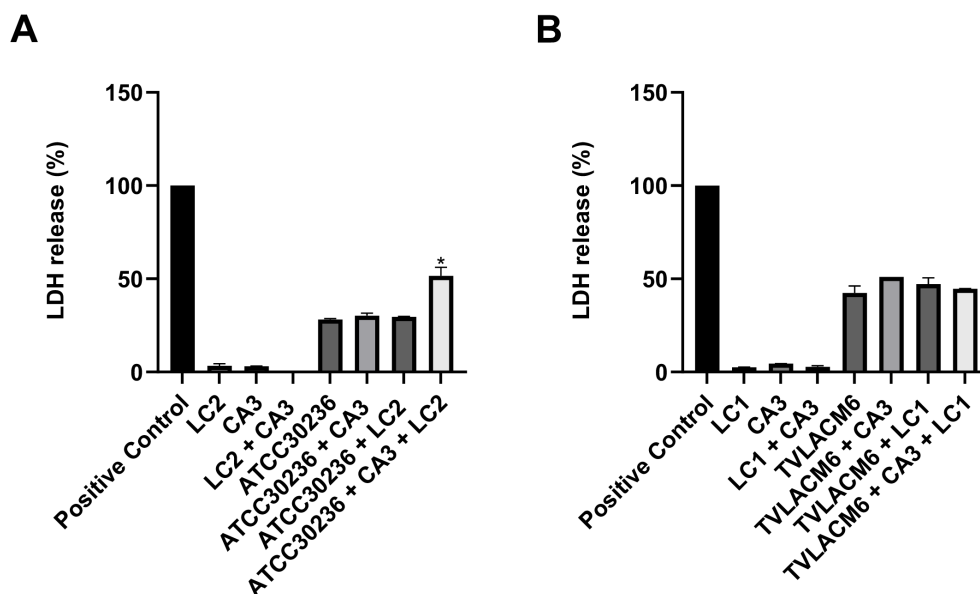 A
LDH release (%)
150
100
50
0
*
Positive Control
LC2
CA3
LC2 + CA3
ATCC30236
ATCC30236 + CA3
ATCC30236 + LC2
ATCC30236 + CA3 + LC2
B
LDH release (%)
150
100
50
0
Positive Control
LC1
CA3
LC1 + CA3
TVLACM6
TVLACM6 + CA3
TVLACM6 + LC1
TVLACM6 + CA3 + LC1